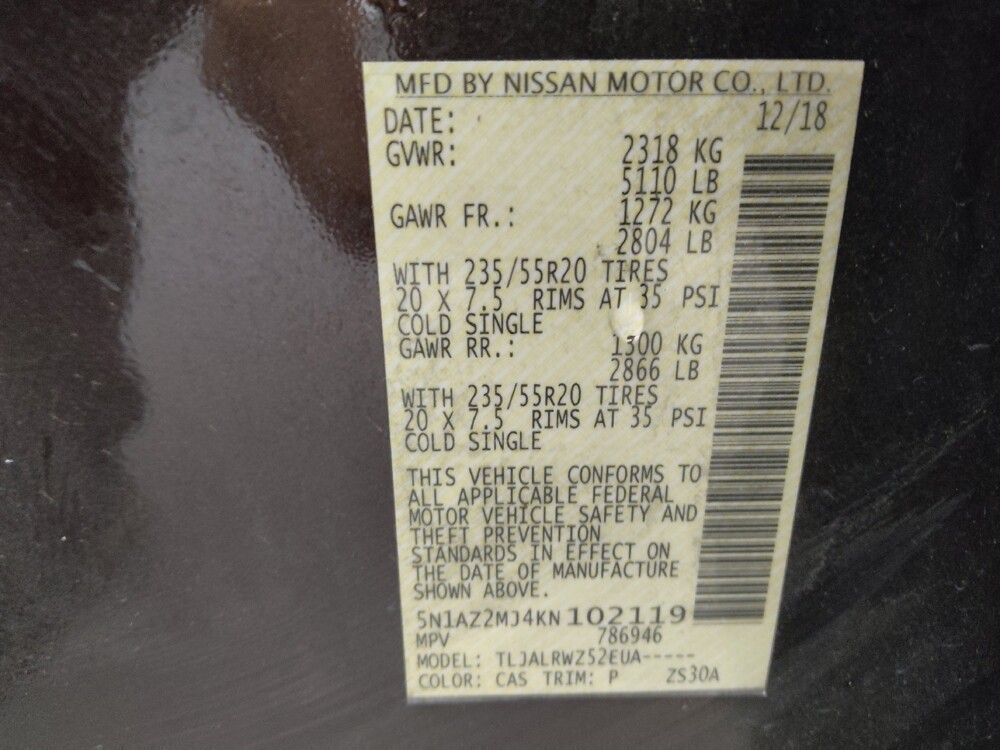 MFD BY NISSAN MOTOR CO., LTD.
DATE: 12/18
GVWR: 2318 KG
5110 LB
GAWR FR.: 1272 KG
2804 LB
WITH 235/55R20 TIRES
20 X 7.5 RIMS AT 35 PSI
COLD SINGLE
GAWR RR.: 1300 KG
2866 LB
WITH 235/55R20 TIRES
20 X 7.5 RIMS AT 35 PSI
COLD SINGLE
THIS VEHICLE CONFORMS TO
ALL APPLICABLE FEDERAL
MOTOR VEHICLE SAFETY AND
THEFT PREVENTION
STANDARDS IN EFFECT ON
THE DATE OF MANUFACTURE
SHOWN ABOVE.
5N1AZ2MJ4KN 102119
MPV 786946
MODEL: TLJALRWZ52EUA-----
COLOR: CAS TRIM: P ZS30A